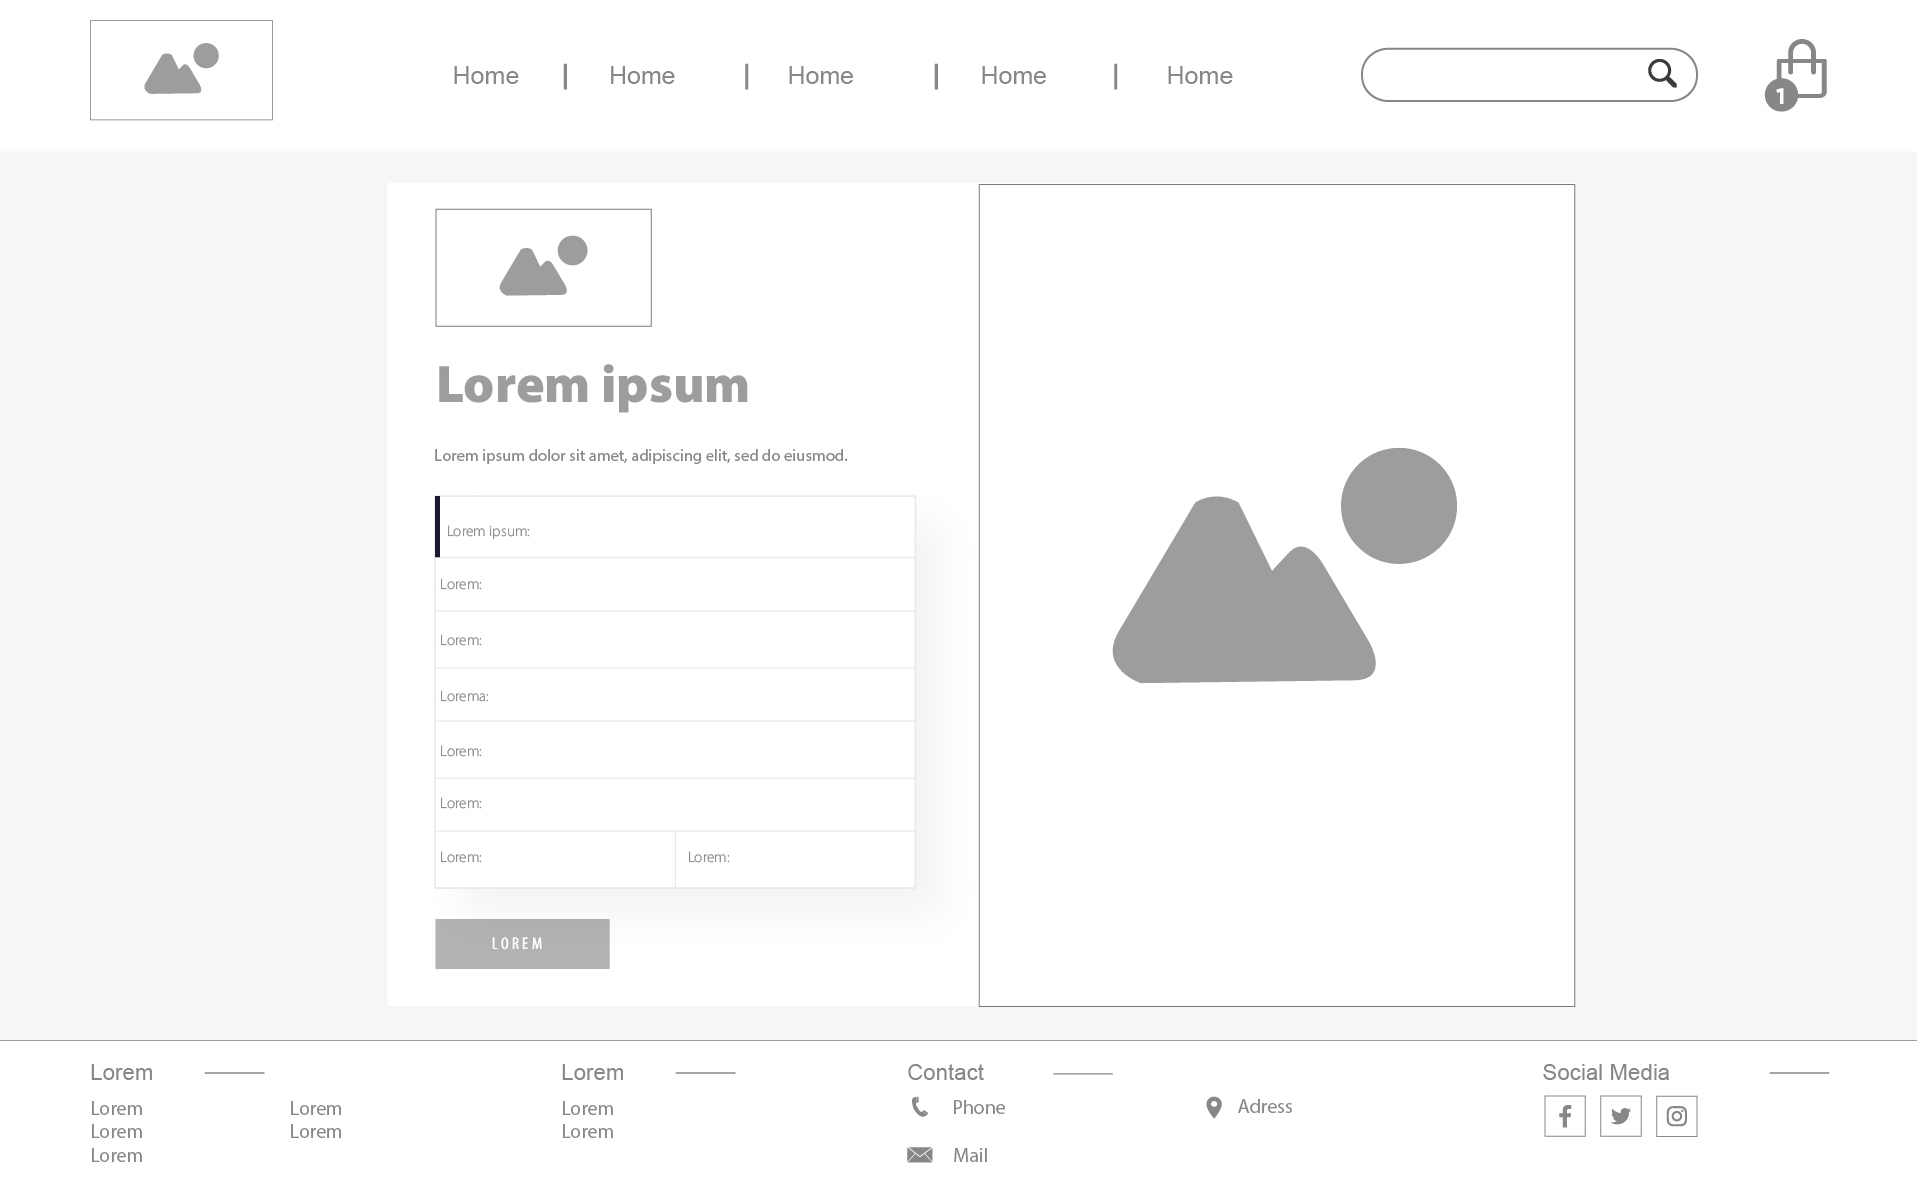 Home | Home | Home | Home | Home
1
Lorem ipsum
Lorem ipsum dolor sit amet, adipiscing elit, sed do eiusmod.
Lorem ipsum:
Lorem:
Lorem:
Lorema:
Lorem:
Lorem:
Lorem: Lorem:
LOREM
Lorem
Lorem Lorem
Lorem Lorem
Lorem
Lorem
Lorem
Lorem
Contact
Phone Adress
Mail
Social Media